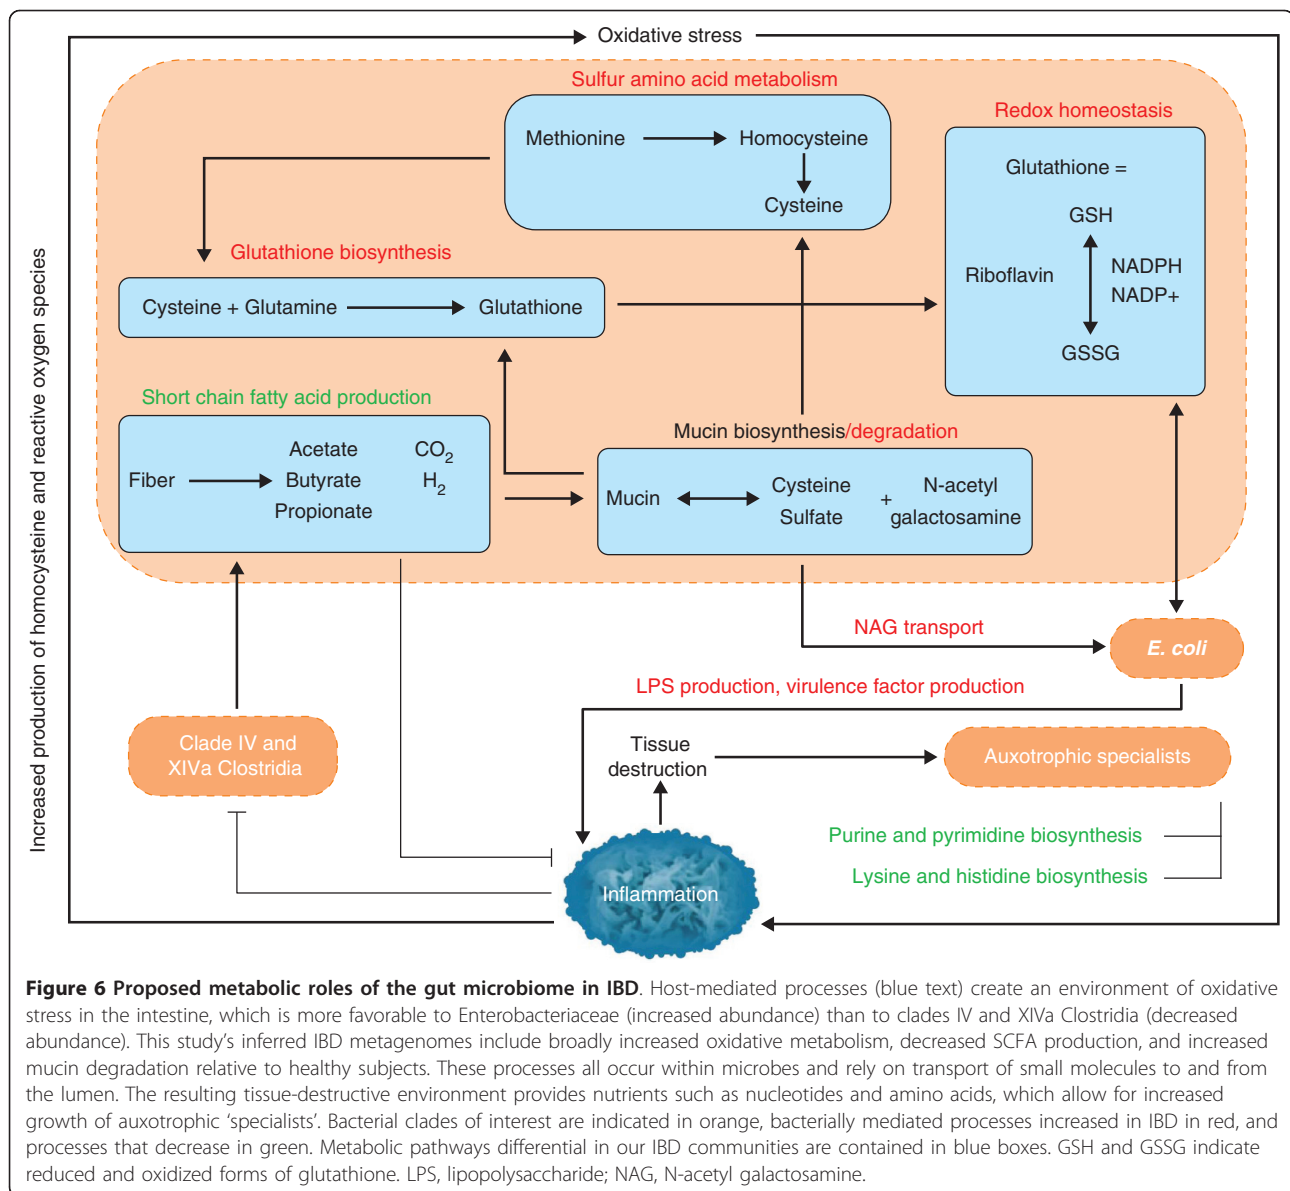 Oxidative stress
Increased production of homocysteine and reactive oxygen species
Sulfur amino acid metabolism
Methionine
Homocysteine
Cysteine
Redox homeostasis
Glutathione =
GSH
Riboflavin
NADPH
NADP+
GSSG
Glutathione biosynthesis
Cysteine + Glutamine
Glutathione
Short chain fatty acid production
Fiber
Acetate
Butyrate
Propionate
CO₂
H₂
Mucin biosynthesis/degradation
Mucin
Cysteine
Sulfate
+
N-acetyl
galactosamine
NAG transport
E. coli
LPS production, virulence factor production
Clade IV and
XIVa Clostridia
Tissue
destruction
Auxotrophic specialists
Purine and pyrimidine biosynthesis
Lysine and histidine biosynthesis
Inflammation
Figure 6 Proposed metabolic roles of the gut microbiome in IBD. Host-mediated processes (blue text) create an environment of oxidative
stress in the intestine, which is more favorable to Enterobacteriaceae (increased abundance) than to clades IV and XIVa Clostridia (decreased
abundance). This study's inferred IBD metagenomes include broadly increased oxidative metabolism, decreased SCFA production, and increased
mucin degradation relative to healthy subjects. These processes all occur within microbes and rely on transport of small molecules to and from
the lumen. The resulting tissue-destructive environment provides nutrients such as nucleotides and amino acids, which allow for increased
growth of auxotrophic 'specialists'. Bacterial clades of interest are indicated in orange, bacterially mediated processes increased in IBD in red, and
processes that decrease in green. Metabolic pathways differential in our IBD communities are contained in blue boxes. GSH and GSSG indicate
reduced and oxidized forms of glutathione. LPS, lipopolysaccharide; NAG, N-acetyl galactosamine.